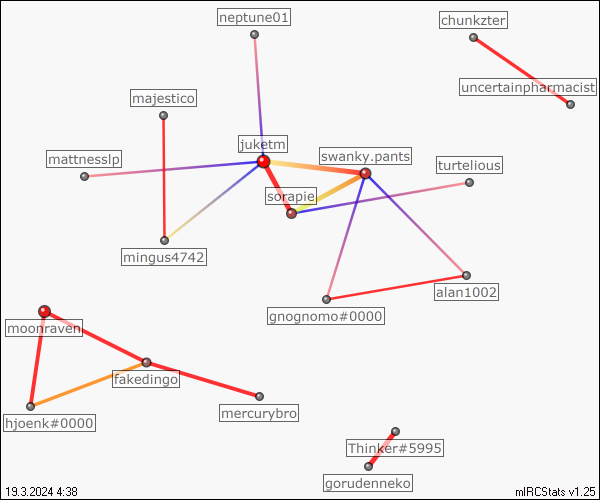 neptune01
chunkzter
uncertainpharmacist
majestico
juketm
swanky.pants
mattnesslp
turtelious
sorapie
mingus4742
alan1002
gnognomo#0000
moonraven
fakedingo
mercurybro
hjoenk#0000
Thinker#5995
gorudenneko
19.3.2024 4:38
mIRCStats v1.25